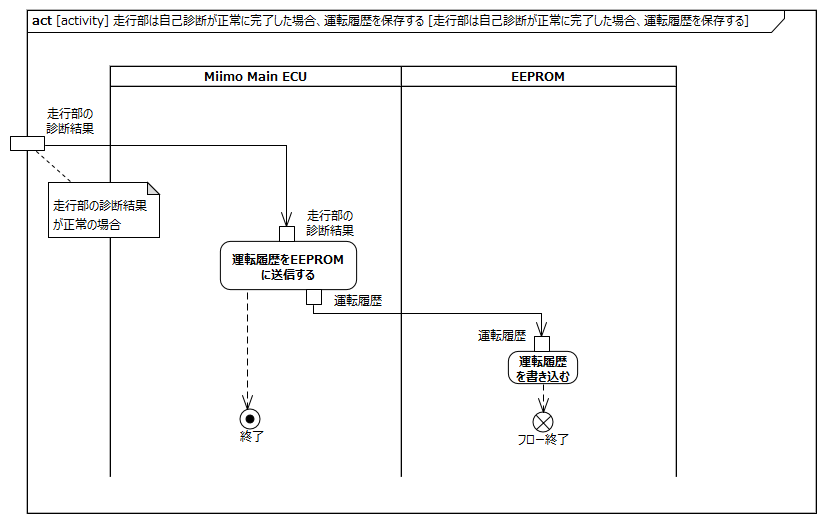 act [activity] 走行部は自己診断が正常に完了した場合、運転履歴を保存する [走行部は自己診断が正常に完了した場合、運転履歴を保存する]
Miimo Main ECU
EEPROM
走行部の
診断結果
走行部の診断結果
が正常の場合
走行部の
診断結果
運転履歴をEEPROM
に送信する
運転履歴
運転履歴
運転履歴
を書き込む
終了
フロー終了